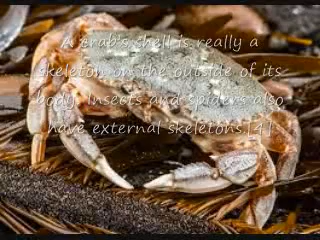 A crab's shell is really a
skeleton on the outside of its
body. Insects and spiders also
have external skeletons.[4]